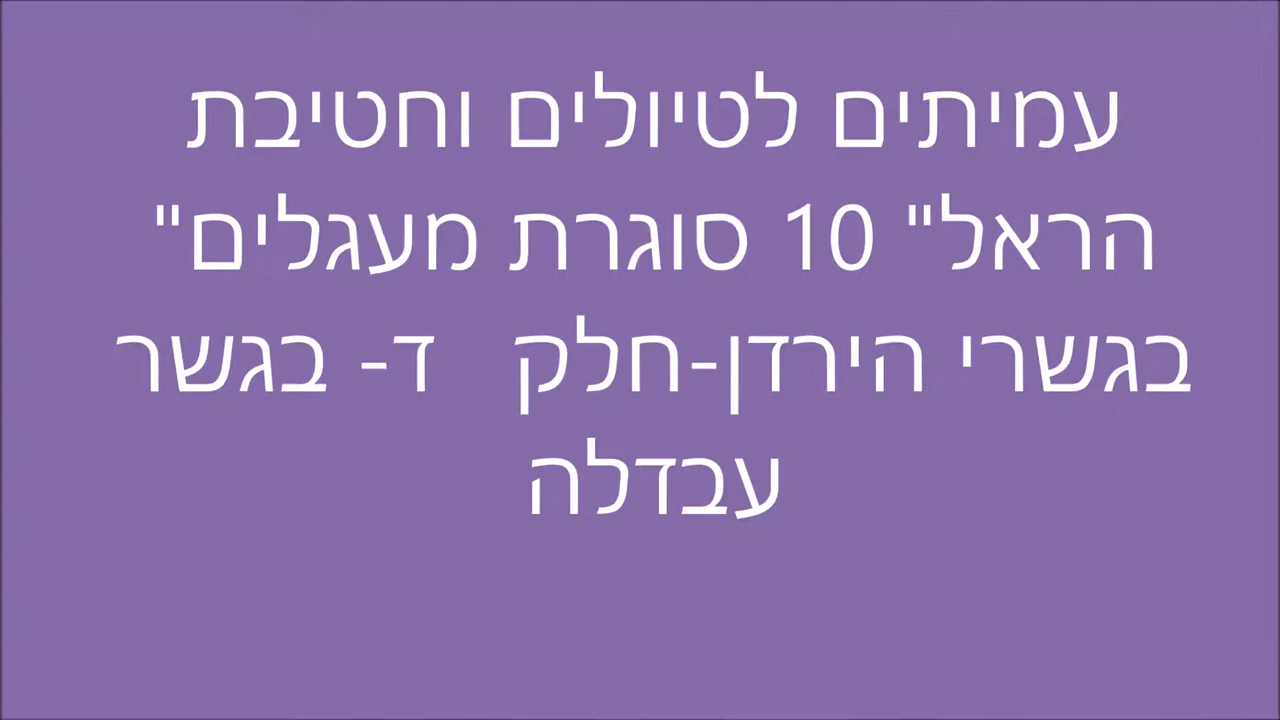 עמיתים לטיולים וחטיבת
הראל" 10 סוגרת מעגלים"
בגשרי הירדן-חלק ד- בגשר
עבדלה